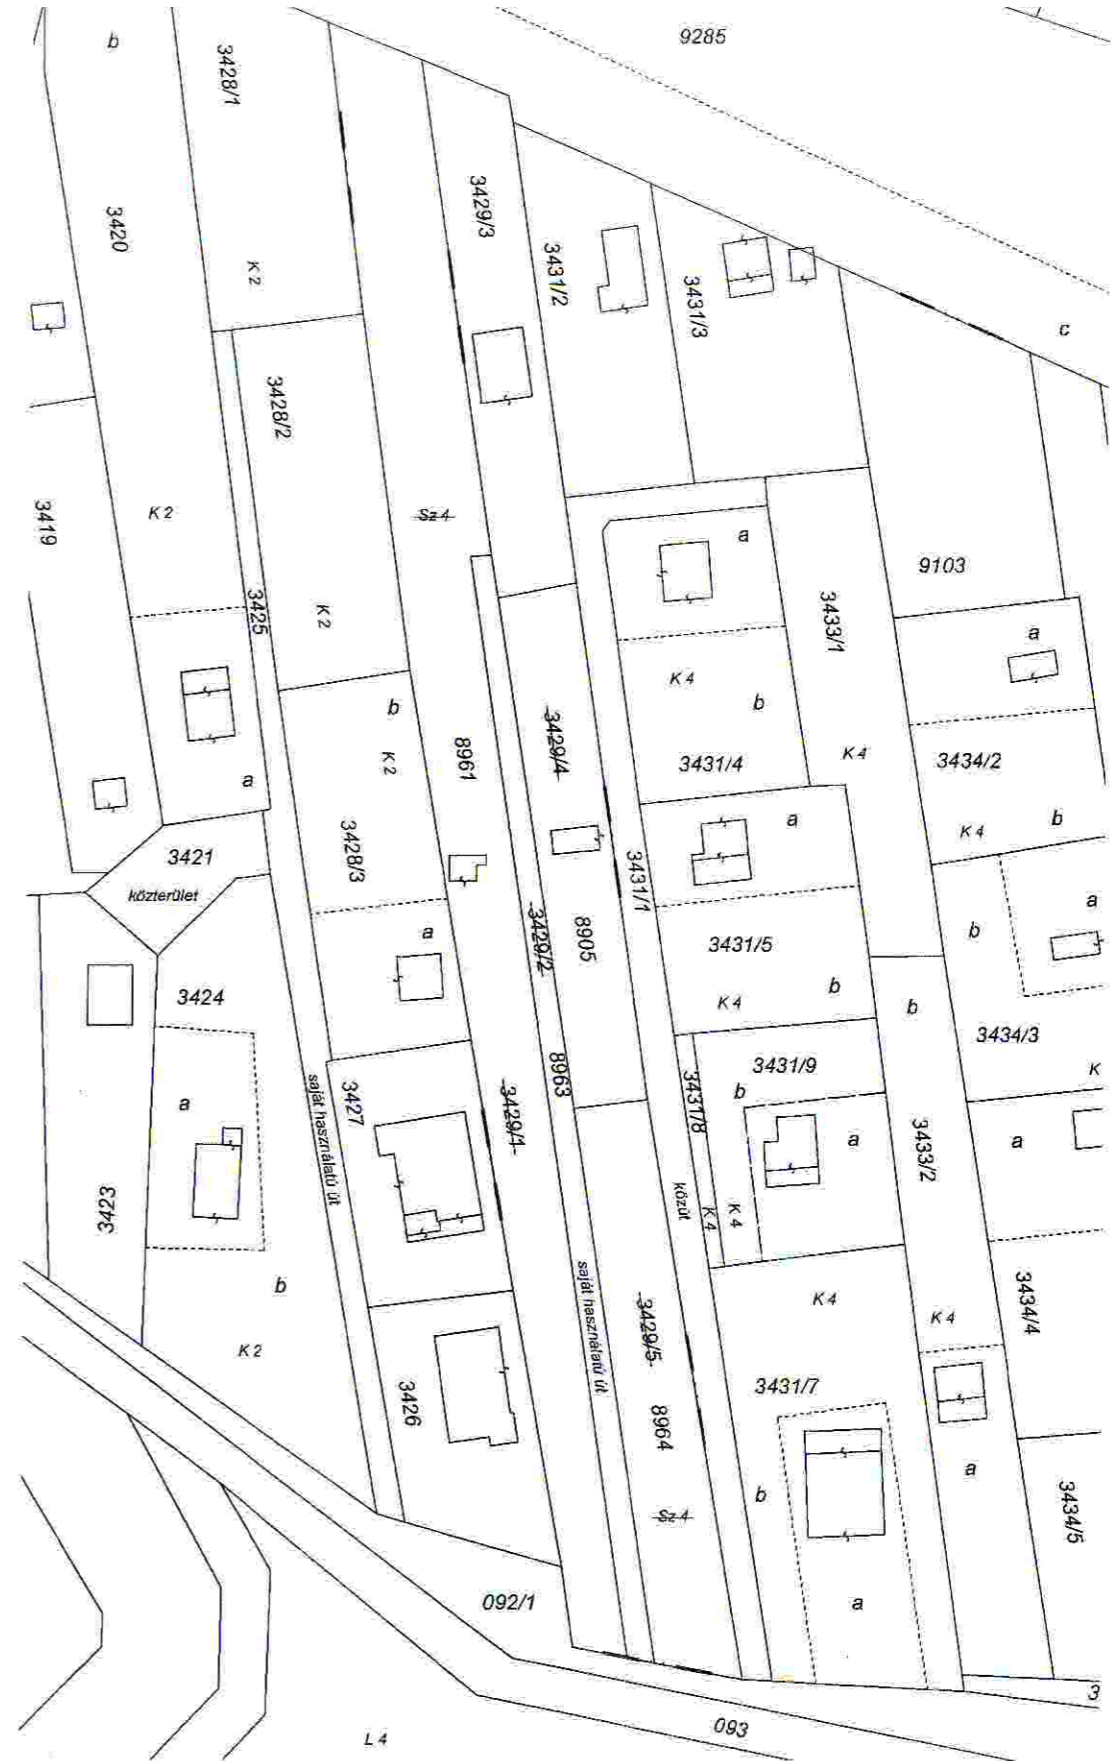 9285
b
3428/1
3429/3
3420
3431/2
K 2
3431/3
c
3428/2
3419
K 2
Sz 4
a
9103
3425
K 2
3433/1
a
K 4
b
b
3429/4
8961
K 2
3431/4
K 4
3434/2
a
a
K 4
b
3421
közterület
3428/3
3431/1
a
a
3429/2
8905
3431/5
b
3424
K 4
b
b
3434/3
8963
3431/9
K
a
saját használatú út
3427
3429/1
3431/8
b
a
3433/2
a
3423
közút
K 4
K 4
b
saját használatú út
K 4
K 4
3434/4
K 2
3429/5
3426
3431/7
8964
a
b
Sz 4
3434/5
a
092/1
3
093
L 4